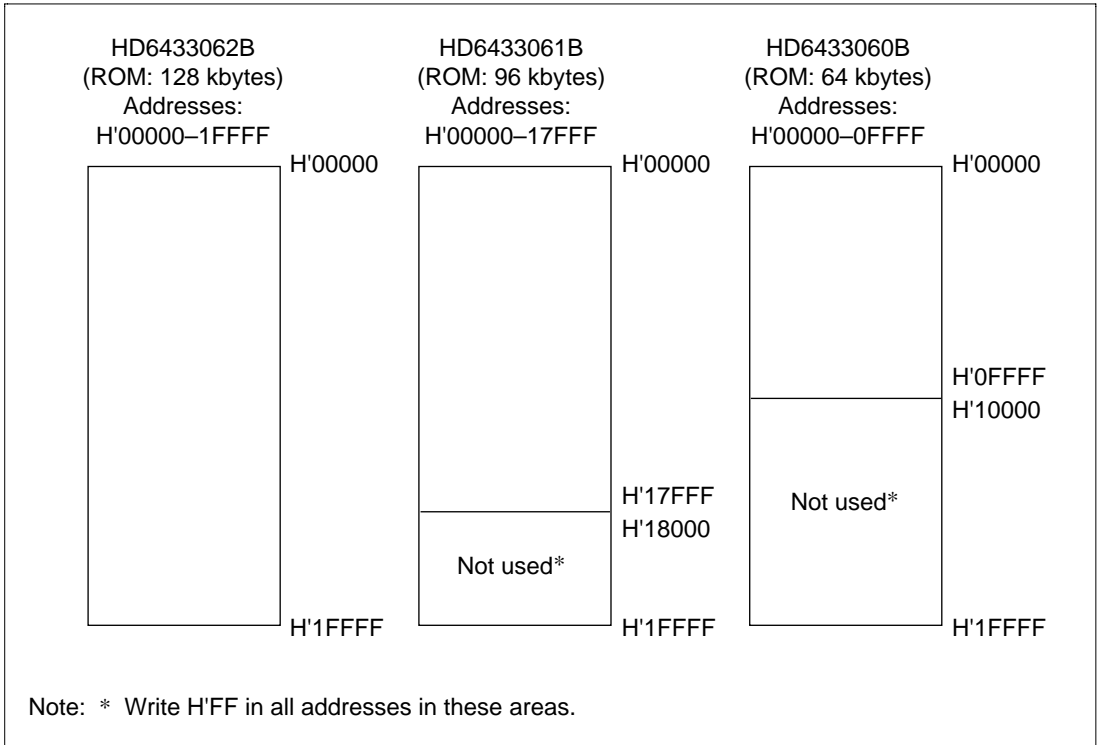 HD6433062B
(ROM: 128 kbytes)
Addresses:
H'00000–1FFFF
H'00000
H'1FFFF
HD6433061B
(ROM: 96 kbytes)
Addresses:
H'00000–17FFF
H'00000
H'17FFF
H'18000
Not used*
H'1FFFF
HD6433060B
(ROM: 64 kbytes)
Addresses:
H'00000–0FFFF
H'00000
H'0FFFF
H'10000
Not used*
H'1FFFF
Note: * Write H'FF in all addresses in these areas.